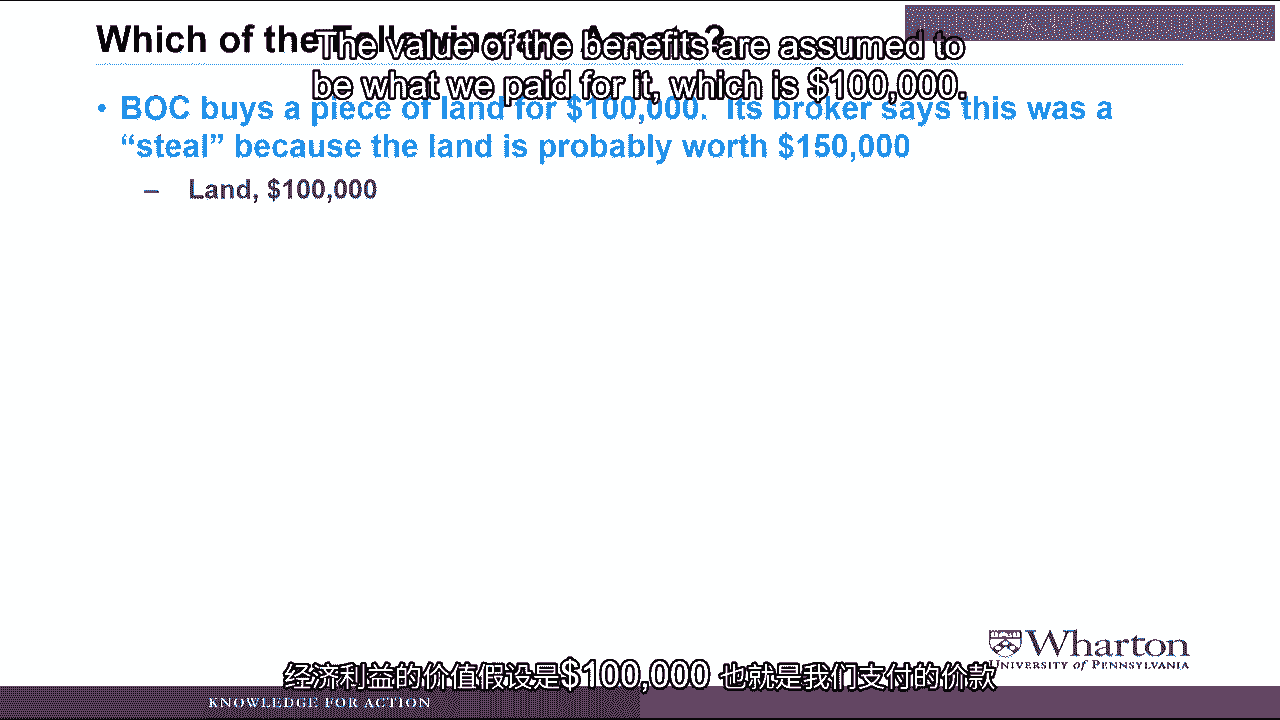 Which of the Following are Assets?
The value of the benefits are assumed to
be what we paid for it, which is $100,000.
• BOC buys a piece of land for $100,000. Its broker says this was a
“steal” because the land is probably worth $150,000
– Land, $100,000
Wharton
UNIVERSITY of PENNSYLVANIA
经济利益的价值假设是$100,000 也就是我们支付的价款
KNOWLEDGE FOR ACTION